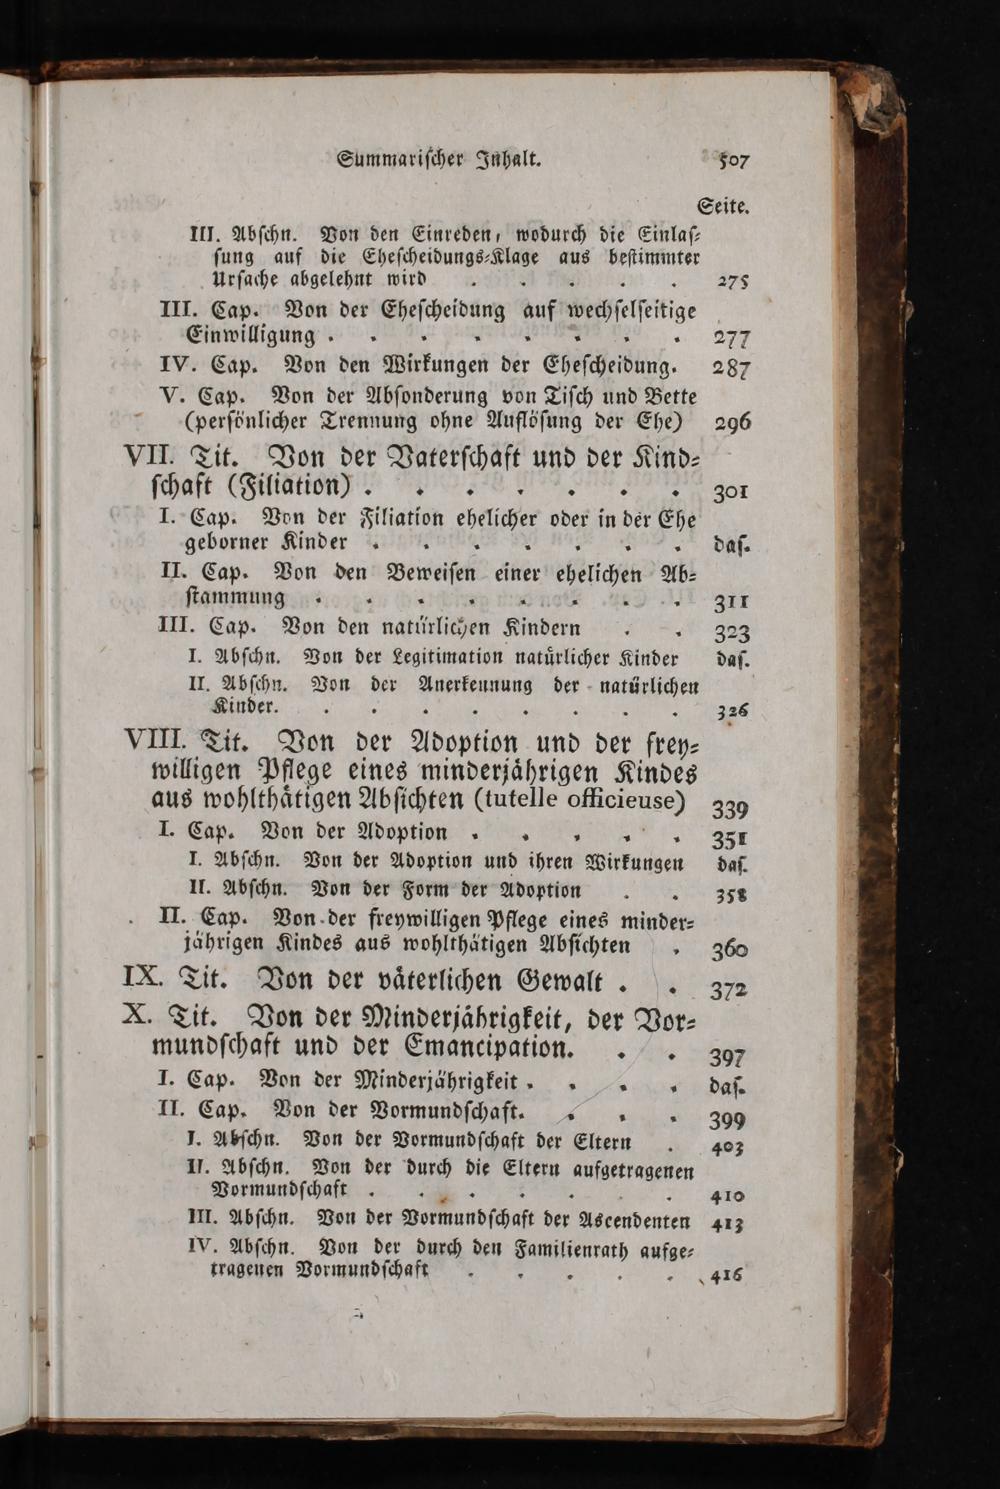 Summariſcher Inhalt. 507
Seite.
III. Abſchn. Von den Einreden, wodurch die Einlaſ-
ſung auf die Eheſcheidungs-Klage aus beſtimmter
Urſache abgelehnt wird . . . . . 275
III. Cap. Von der Eheſcheidung auf wechſelſeitige
Einwilligung . . . . . . . . 277
IV. Cap. Von den Wirkungen der Eheſcheidung. 287
V. Cap. Von der Abſonderung von Tiſch und Bette
(perſönlicher Trennung ohne Auflöſung der Ehe) 296
VII. Tit. Von der Vaterſchaft und der Kind-
ſchaft (Filiation) . . . . . . . 301
I. Cap. Von der Filiation ehelicher oder in der Ehe
geborner Kinder . . . . . . . daſ.
II. Cap. Von den Beweiſen einer ehelichen Ab-
ſtammung . . . . . . . . 311
III. Cap. Von den natürlichen Kindern . . 323
I. Abſchn. Von der Legitimation natürlicher Kinder daſ.
II. Abſchn. Von der Anerkennung der natürlichen
Kinder. . . . . . . . . 326
VIII. Tit. Von der Adoption und der frey-
willigen Pflege eines minderjährigen Kindes
aus wohlthätigen Abſichten (tutelle officieuse) 339
I. Cap. Von der Adoption . . . . . 351
I. Abſchn. Von der Adoption und ihren Wirkungen daſ.
II. Abſchn. Von der Form der Adoption . . 358
II. Cap. Von der freywilligen Pflege eines minder-
jährigen Kindes aus wohlthätigen Abſichten . 360
IX. Tit. Von der väterlichen Gewalt . . 372
X. Tit. Von der Minderjährigkeit, der Vor-
mundſchaft und der Emancipation. . . 397
I. Cap. Von der Minderjährigkeit . . . . daſ.
II. Cap. Von der Vormundſchaft. . . . 399
I. Abſchn. Von der Vormundſchaft der Eltern . 403
II. Abſchn. Von der durch die Eltern aufgetragenen
Vormundſchaft . . . . . . . 410
III. Abſchn. Von der Vormundſchaft der Ascendenten 413
IV. Abſchn. Von der durch den Familienrath aufge-
tragenen Vormundſchaft . . . . . 416